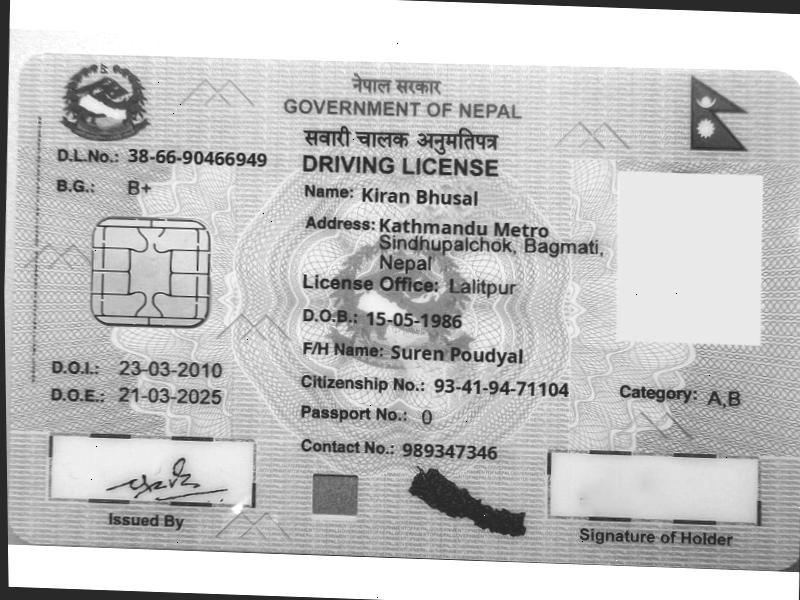 नेपाल सरकार
GOVERNMENT OF NEPAL
सवारी चालक अनुमतिपत्र
DRIVING LICENSE
D.L.No.: 38-66-90466949
B.G.: B+
Name: Kiran Bhusal
Address: Kathmandu Metro
Sindhupalchok, Bagmati,
Nepal
License Office: Lalitpur
D.O.B.: 15-05-1986
F/H Name: Suren Poudyal
D.O.I.: 23-03-2010
D.O.E.: 21-03-2025
Citizenship No.: 93-41-94-71104
Category: A,B
Passport No.: 0
Contact No.: 989347346
Issued By
Signature of Holder